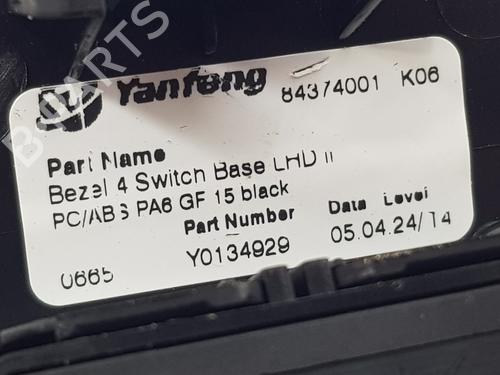 Yanfeng 84374001 K06
Part Name
Bezel 4 Switch Base LHD II
PC/ABS PA6 GF 15 black
Part Number Data Level
Y0134929 05.04.24/14
0665
B-PARTS